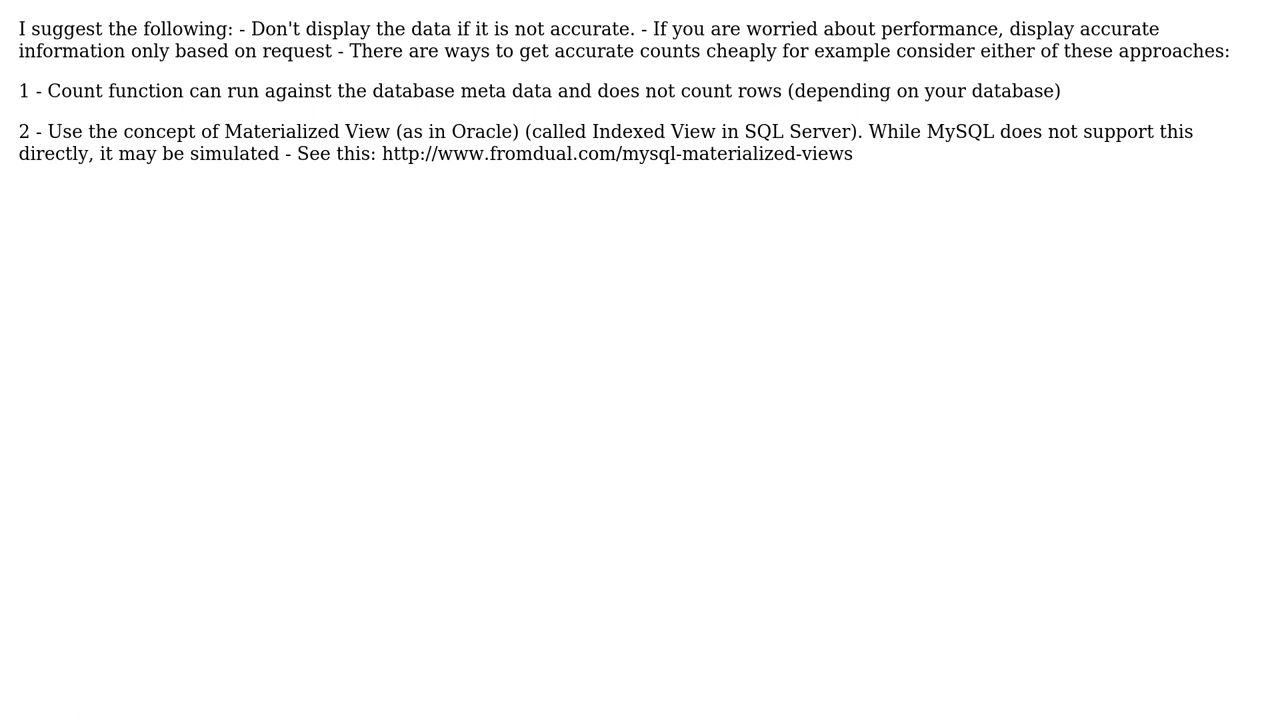 I suggest the following: - Don't display the data if it is not accurate. - If you are worried about performance, display accurate
information only based on request - There are ways to get accurate counts cheaply for example consider either of these approaches:
1 - Count function can run against the database meta data and does not count rows (depending on your database)
2 - Use the concept of Materialized View (as in Oracle) (called Indexed View in SQL Server). While MySQL does not support this
directly, it may be simulated - See this: http://www.fromdual.com/mysql-materialized-views